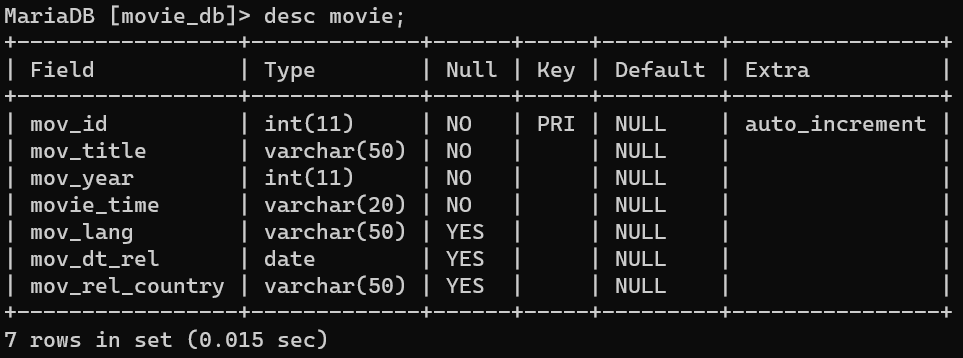 MariaDB [movie_db]> desc movie;
+-----------------+-------------+------+-----+---------+----------------+
| Field           | Type        | Null | Key | Default | Extra          |
+-----------------+-------------+------+-----+---------+----------------+
| mov_id          | int(11)     | NO   | PRI | NULL    | auto_increment |
| mov_title       | varchar(50) | NO   |     | NULL    |                |
| mov_year        | int(11)     | NO   |     | NULL    |                |
| movie_time      | varchar(20) | NO   |     | NULL    |                |
| mov_lang        | varchar(50) | YES  |     | NULL    |                |
| mov_dt_rel      | date        | YES  |     | NULL    |                |
| mov_rel_country | varchar(50) | YES  |     | NULL    |                |
+-----------------+-------------+------+-----+---------+----------------+
7 rows in set (0.015 sec)